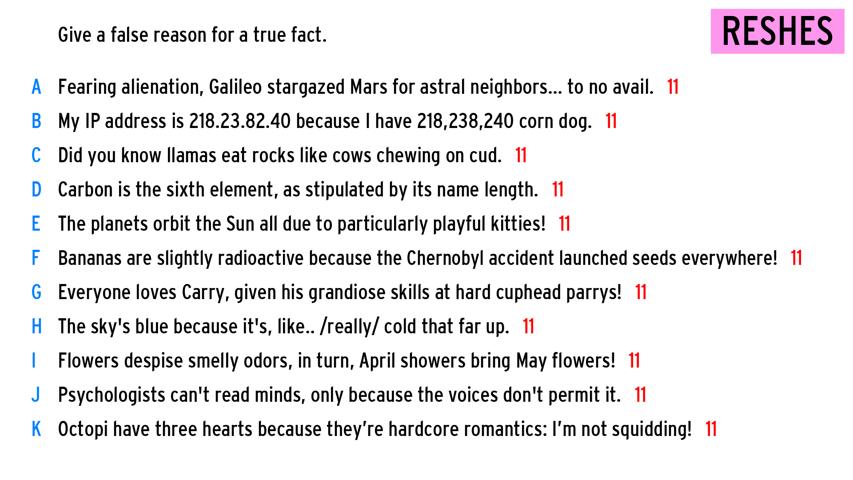 Give a false reason for a true fact.
RESHES
A Fearing alienation, Galileo stargazed Mars for astral neighbors... to no avail. 11
B My IP address is 218.23.82.40 because I have 218,238,240 corn dog. 11
C Did you know llamas eat rocks like cows chewing on cud. 11
D Carbon is the sixth element, as stipulated by its name length. 11
E The planets orbit the Sun all due to particularly playful kitties! 11
F Bananas are slightly radioactive because the Chernobyl accident launched seeds everywhere! 11
G Everyone loves Carry, given his grandiose skills at hard cuphead parrys! 11
H The sky's blue because it's, like.. /really/ cold that far up. 11
I Flowers despise smelly odors, in turn, April showers bring May flowers! 11
J Psychologists can't read minds, only because the voices don't permit it. 11
K Octopi have three hearts because they’re hardcore romantics: I’m not squidding! 11